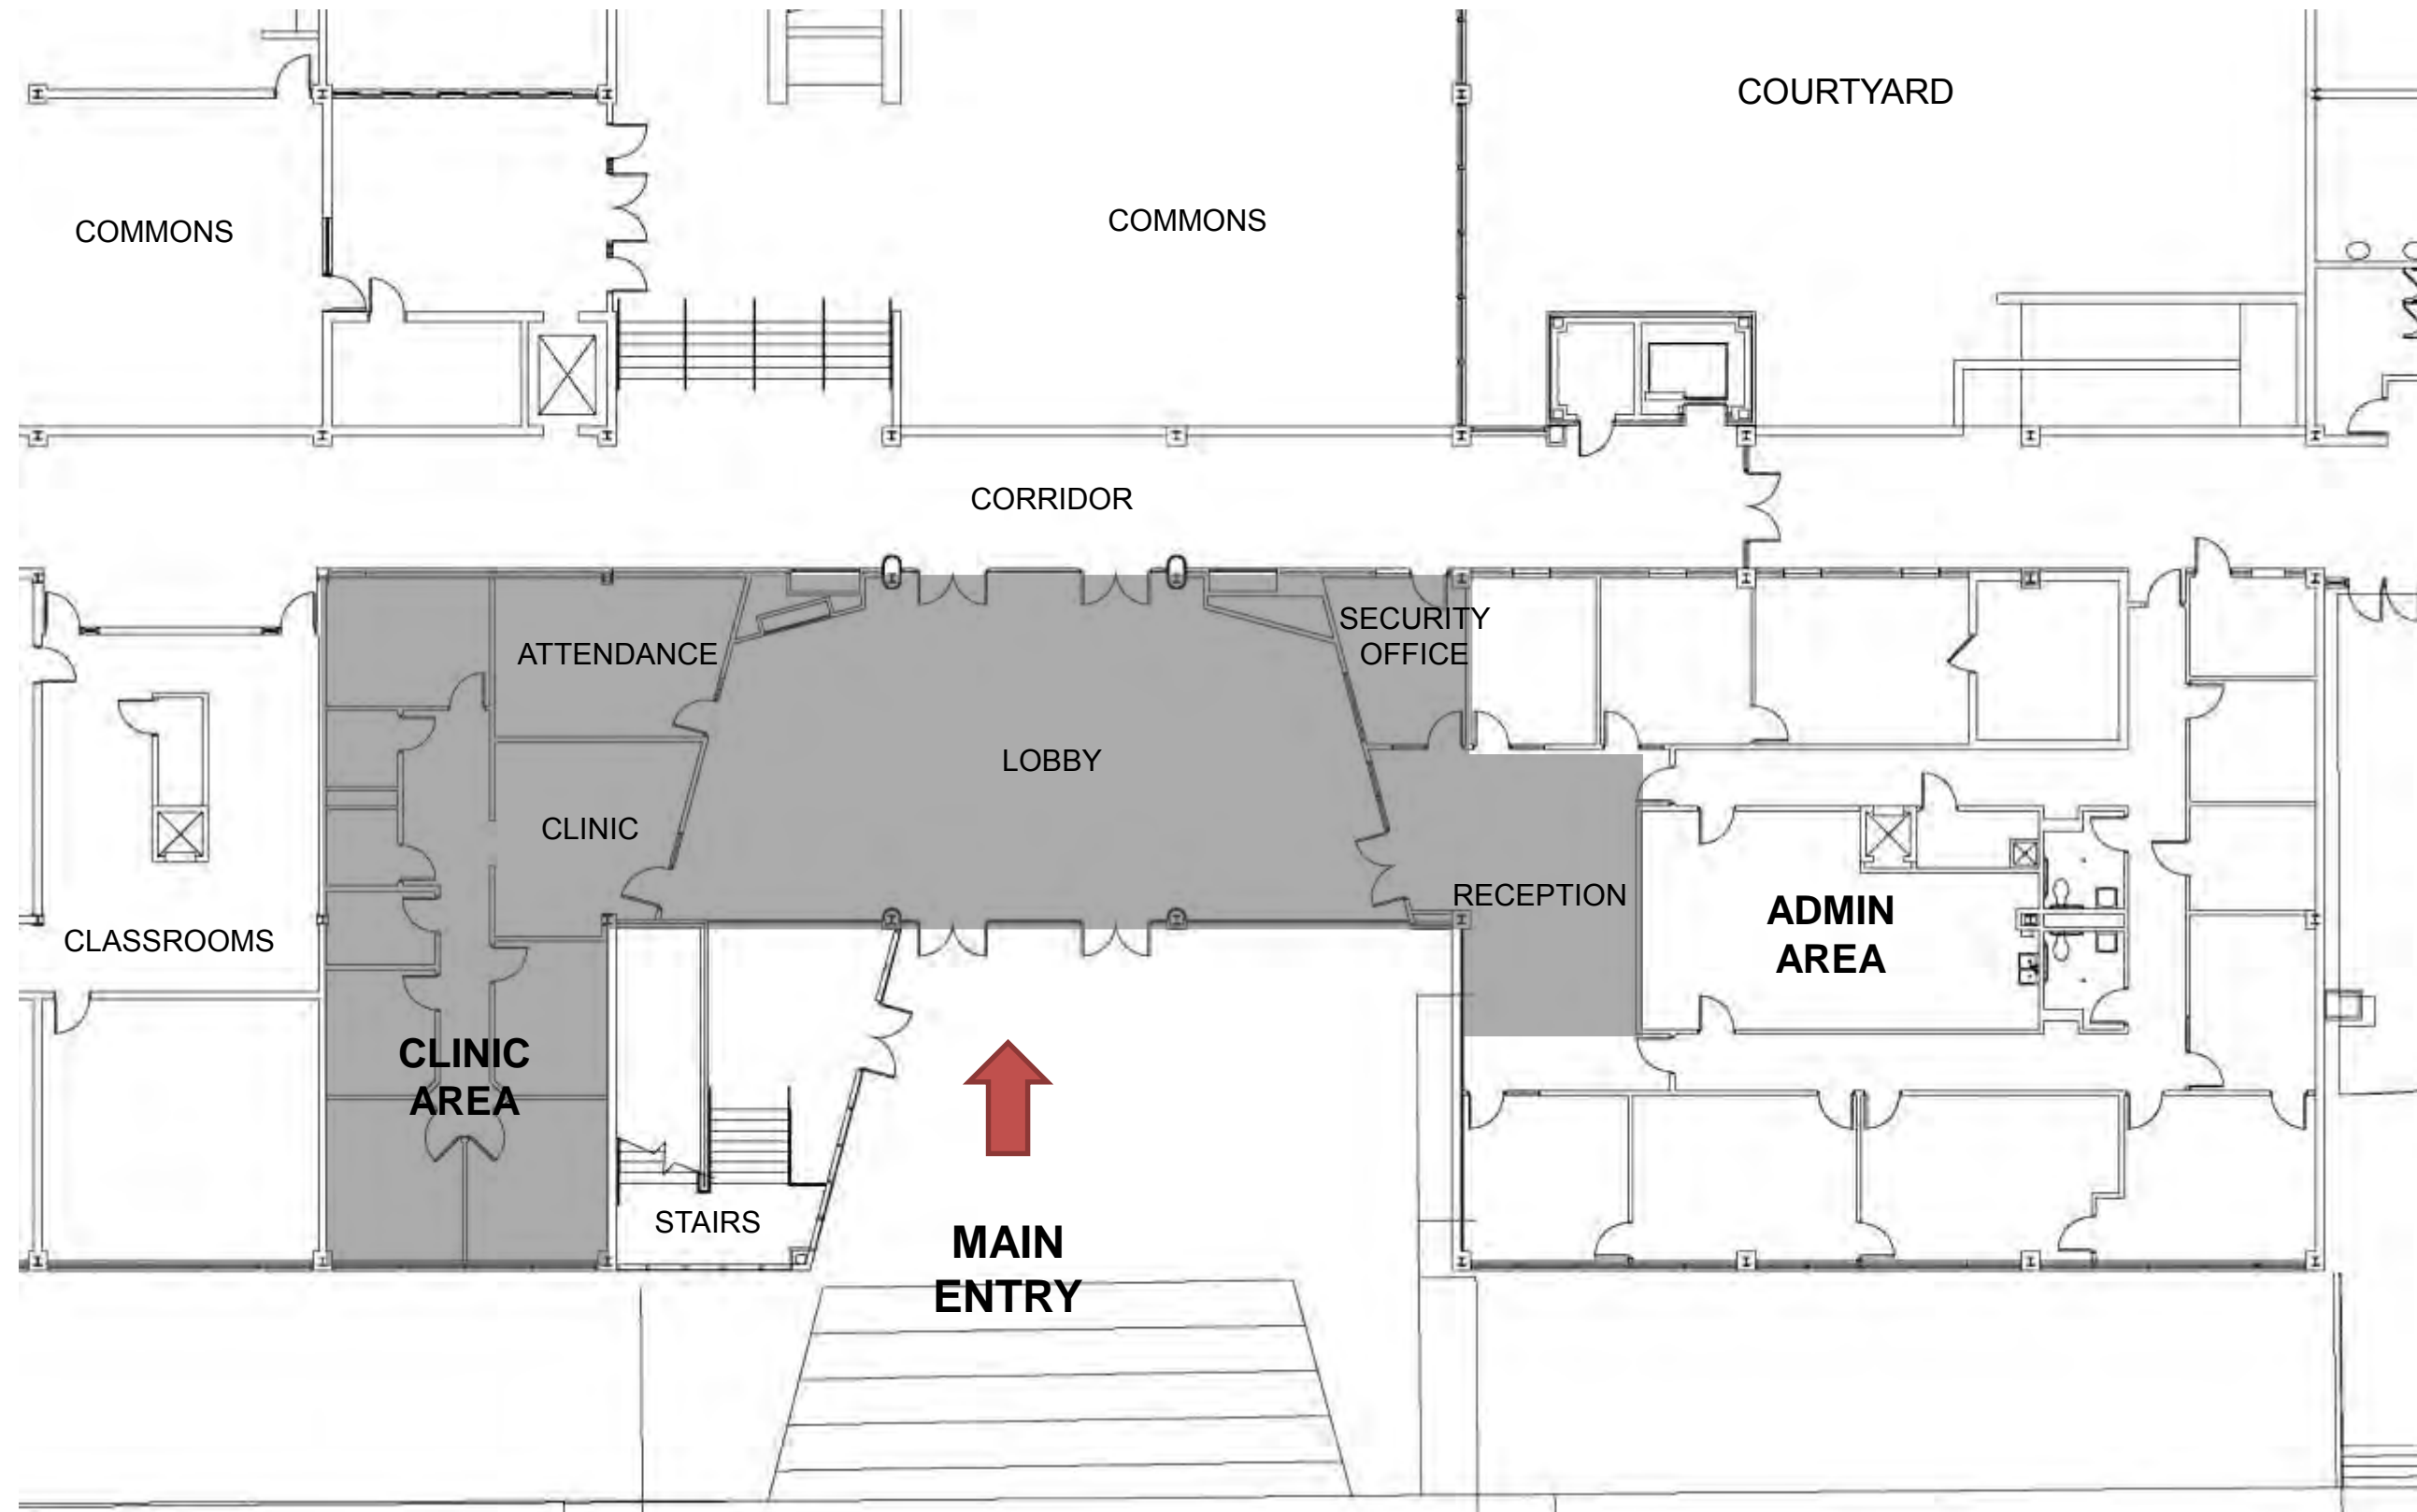 COURTYARD
COMMONS
COMMONS
CORRIDOR
ATTENDANCE
SECURITY
OFFICE
LOBBY
CLINIC
RECEPTION
ADMIN
AREA
CLASSROOMS
CLINIC
AREA
STAIRS
MAIN
ENTRY